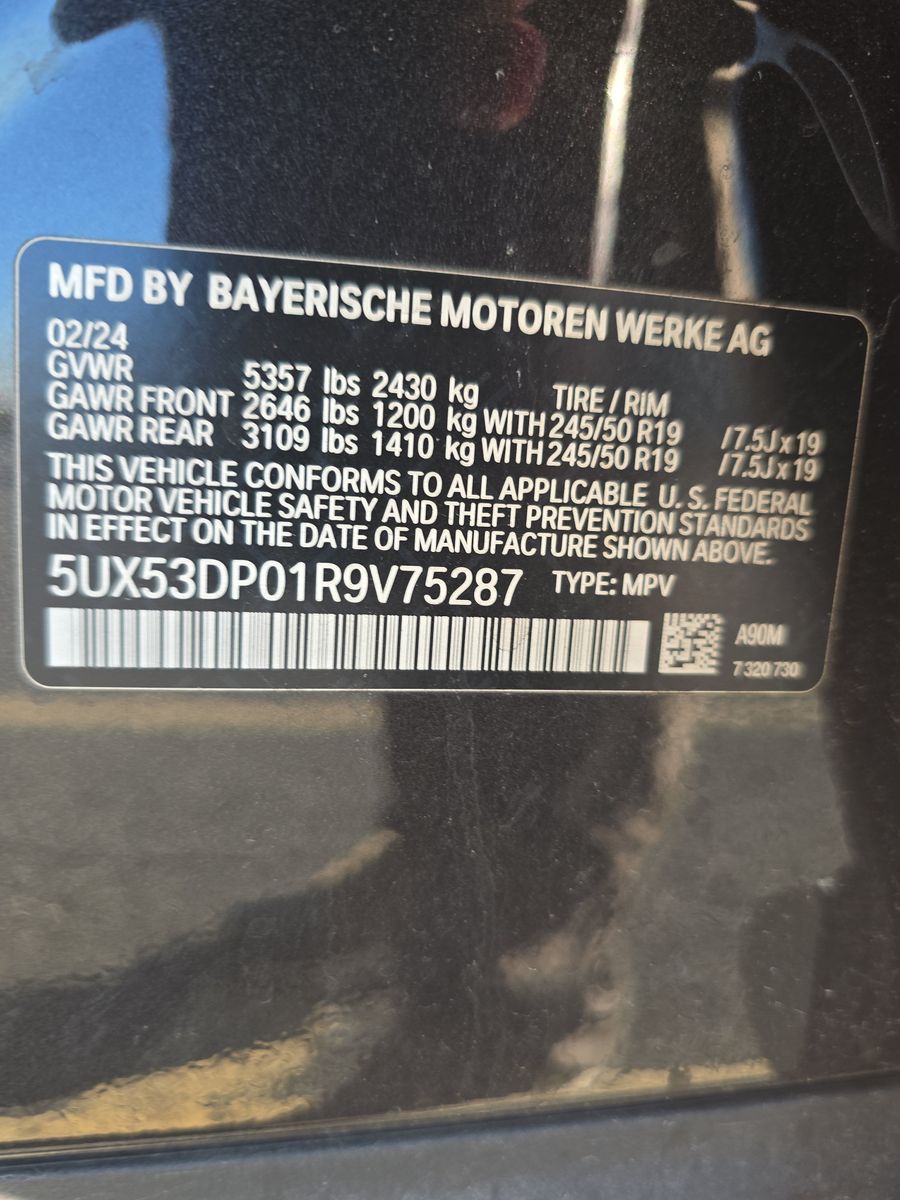 MFD BY BAYERISCHE MOTOREN WERKE AG
02/24
GVWR 5357 lbs 2430 kg TIRE / RIM
GAWR FRONT 2646 lbs 1200 kg WITH 245/50 R19 /7.5J x 19
GAWR REAR 3109 lbs 1410 kg WITH 245/50 R19 /7.5J x 19
THIS VEHICLE CONFORMS TO ALL APPLICABLE U. S. FEDERAL
MOTOR VEHICLE SAFETY AND THEFT PREVENTION STANDARDS
IN EFFECT ON THE DATE OF MANUFACTURE SHOWN ABOVE.
5UX53DP01R9V75287 TYPE: MPV
A90M
7 320 730